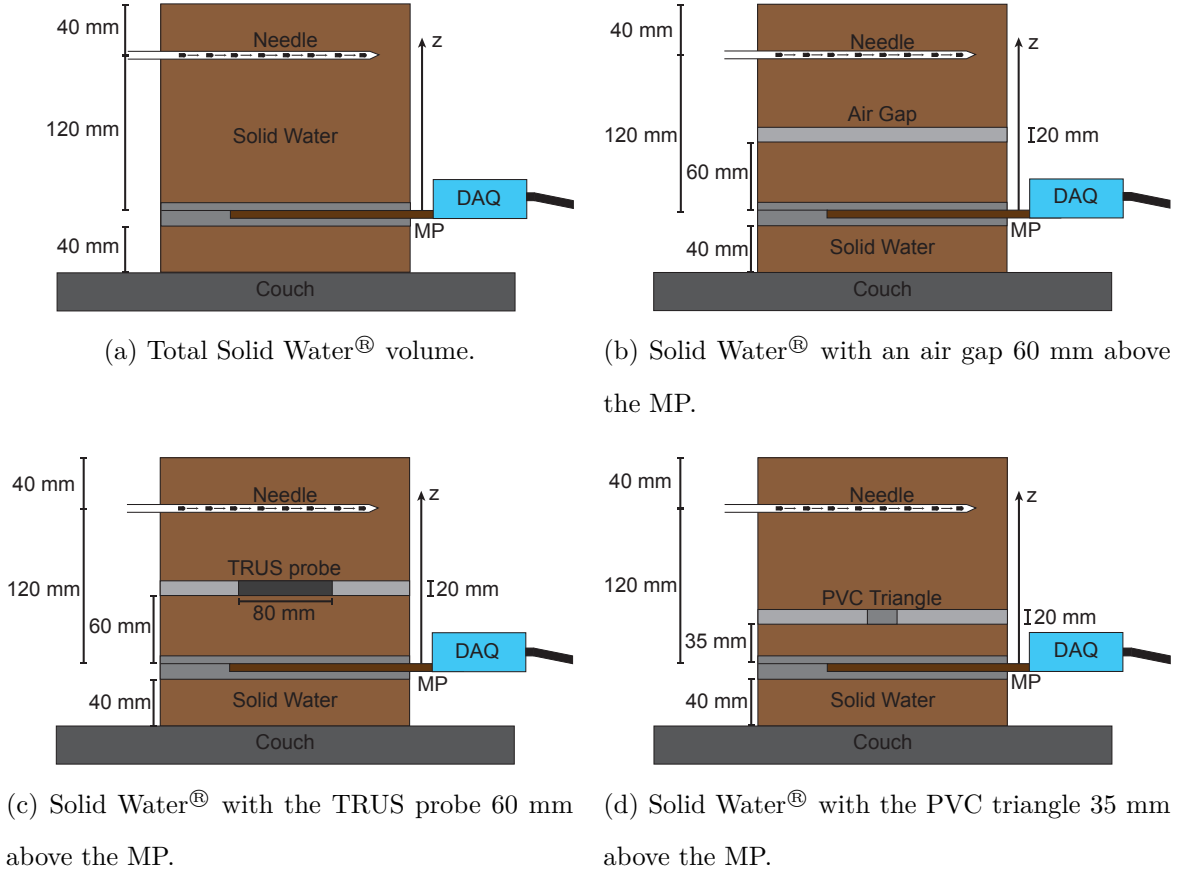 40 mm
Needle
z
120 mm
Solid Water
DAQ
MP
40 mm
Couch
(a) Total Solid Water® volume.
40 mm
Needle
z
Air Gap
120 mm
20 mm
60 mm
DAQ
MP
40 mm
Solid Water
Couch
(b) Solid Water® with an air gap 60 mm above
the MP.
40 mm
Needle
z
TRUS probe
120 mm
20 mm
80 mm
60 mm
DAQ
MP
40 mm
Solid Water
Couch
(c) Solid Water® with the TRUS probe 60 mm
above the MP.
40 mm
Needle
z
120 mm
PVC Triangle
20 mm
35 mm
DAQ
MP
40 mm
Solid Water
Couch
(d) Solid Water® with the PVC triangle 35 mm
above the MP.